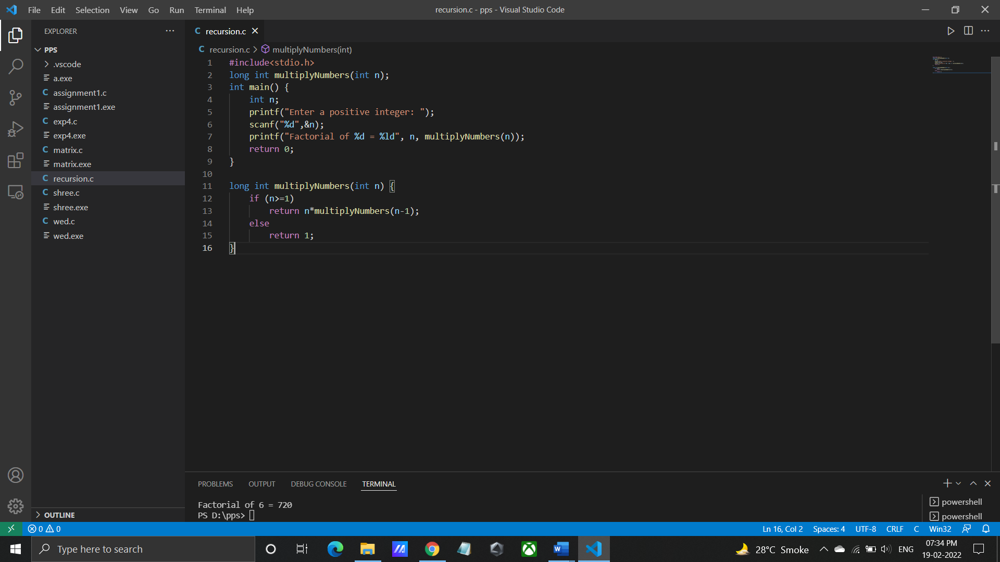 File Edit Selection View Go Run Terminal Help
recursion.c - pps - Visual Studio Code
EXPLORER
PPS
.vscode
a.exe
C assignment1.c
assignment1.exe
C exp4.c
exp4.exe
C matrix.c
matrix.exe
C recursion.c
C shree.c
shree.exe
C wed.c
wed.exe
OUTLINE
C recursion.c
C recursion.c > multiplyNumbers(int)
1 #include<stdio.h>
2 long int multiplyNumbers(int n);
3 int main() {
4 int n;
5 printf("Enter a positive integer: ");
6 scanf("%d",&n);
7 printf("Factorial of %d = %ld", n, multiplyNumbers(n));
8 return 0;
9 }
10
11 long int multiplyNumbers(int n) {
12 if (n>=1)
13 return n*multiplyNumbers(n-1);
14 else
15 return 1;
16 }
PROBLEMS OUTPUT DEBUG CONSOLE TERMINAL
Factorial of 6 = 720
PS D:\pps>
powershell
powershell
0 0
Ln 16, Col 2 Spaces: 4 UTF-8 CRLF C Win32
Type here to search
28°C Smoke
ENG
07:34 PM
19-02-2022